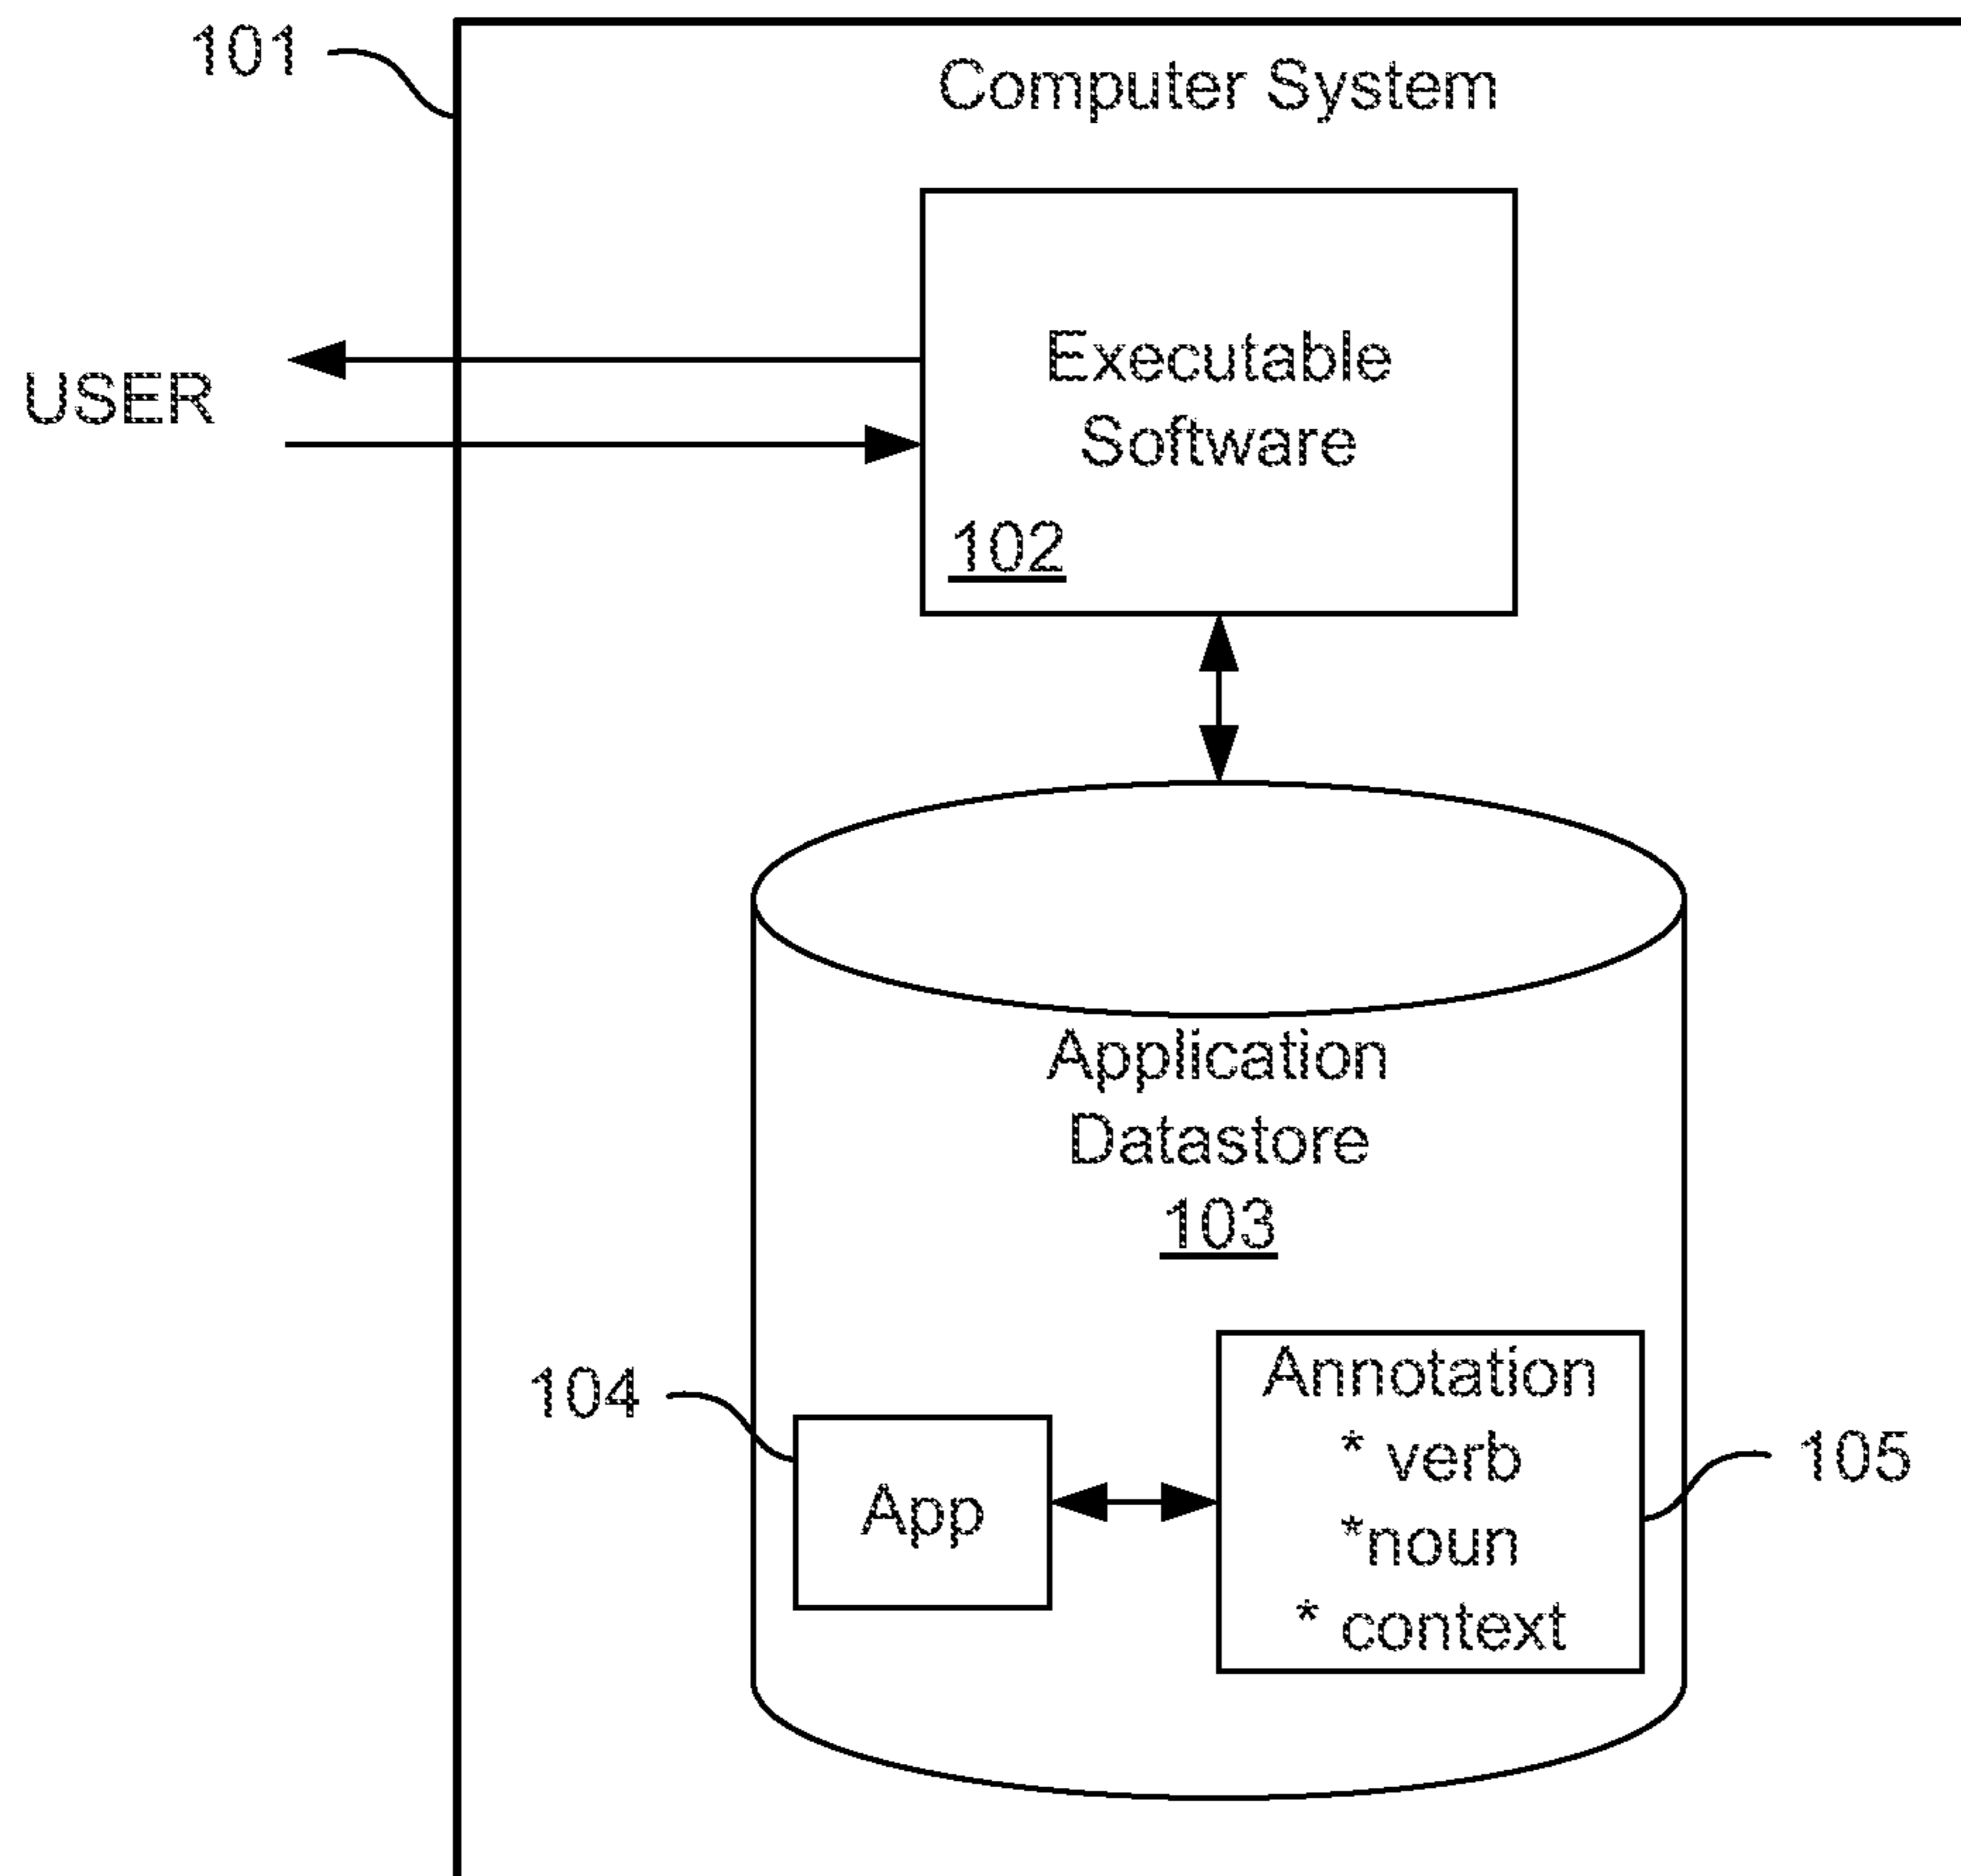 101
Computer System
USER
Executable
Software
102
Application
Datastore
103
104
App
Annotation
* verb
*noun
* context
105